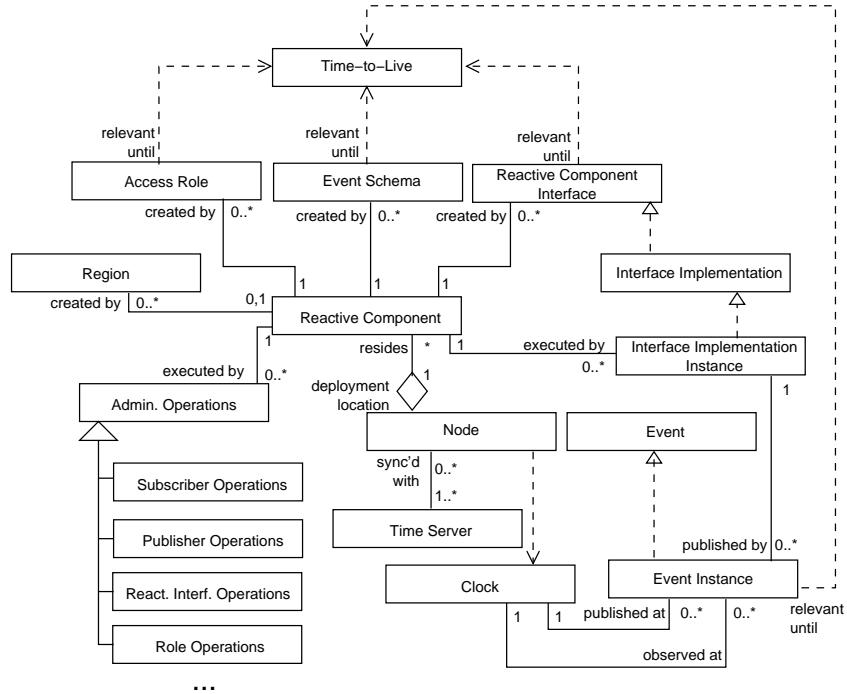 Time−to−Live
relevant
until
relevant
until
relevant
until
Access Role
Event Schema
Reactive Component
Interface
created by 0..*
created by 0..*
created by 0..*
Region
Interface Implementation
created by 0..*
0,1
1
1
1
Reactive Component
1
executed by
0..*
resides *
1
executed by
0..*
Interface Implementation
Instance
1
Admin. Operations
deployment
location
1
Node
Event
sync'd
with
0..*
1..*
Subscriber Operations
Time Server
Publisher Operations
published by 0..*
React. Interf. Operations
Clock
Event Instance
relevant
until
1
1
published at 0..*
0..*
Role Operations
observed at
...